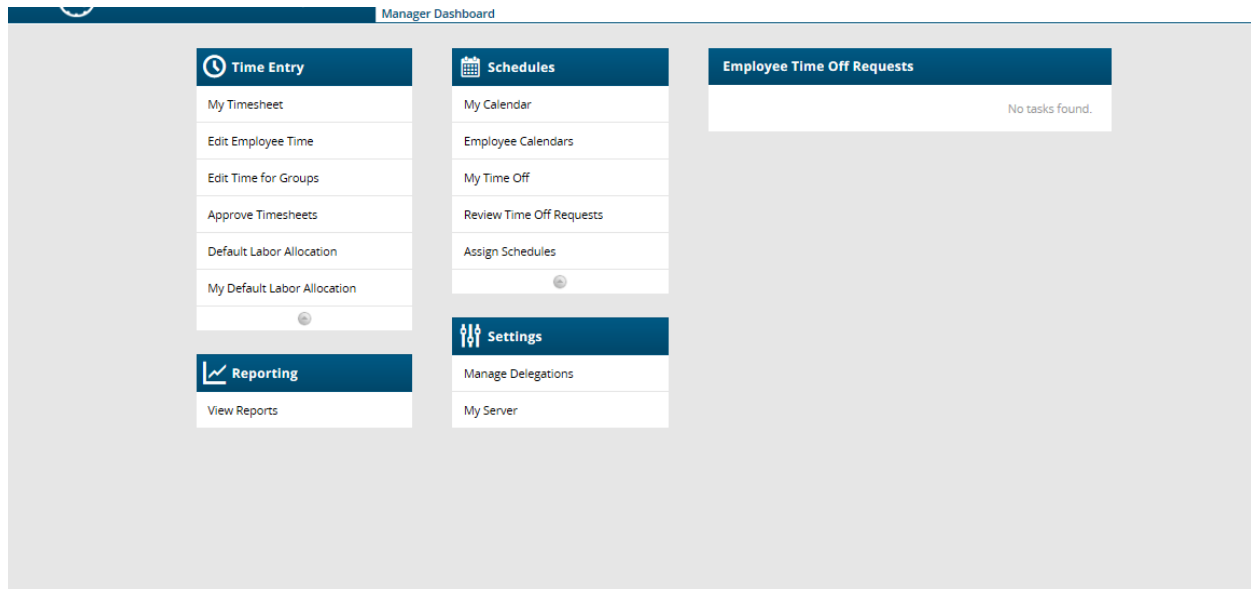 Manager Dashboard
Time Entry
My Timesheet
Edit Employee Time
Edit Time for Groups
Approve Timesheets
Default Labor Allocation
My Default Labor Allocation
Reporting
View Reports
Schedules
My Calendar
Employee Calendars
My Time Off
Review Time Off Requests
Assign Schedules
Settings
Manage Delegations
My Server
Employee Time Off Requests
No tasks found.